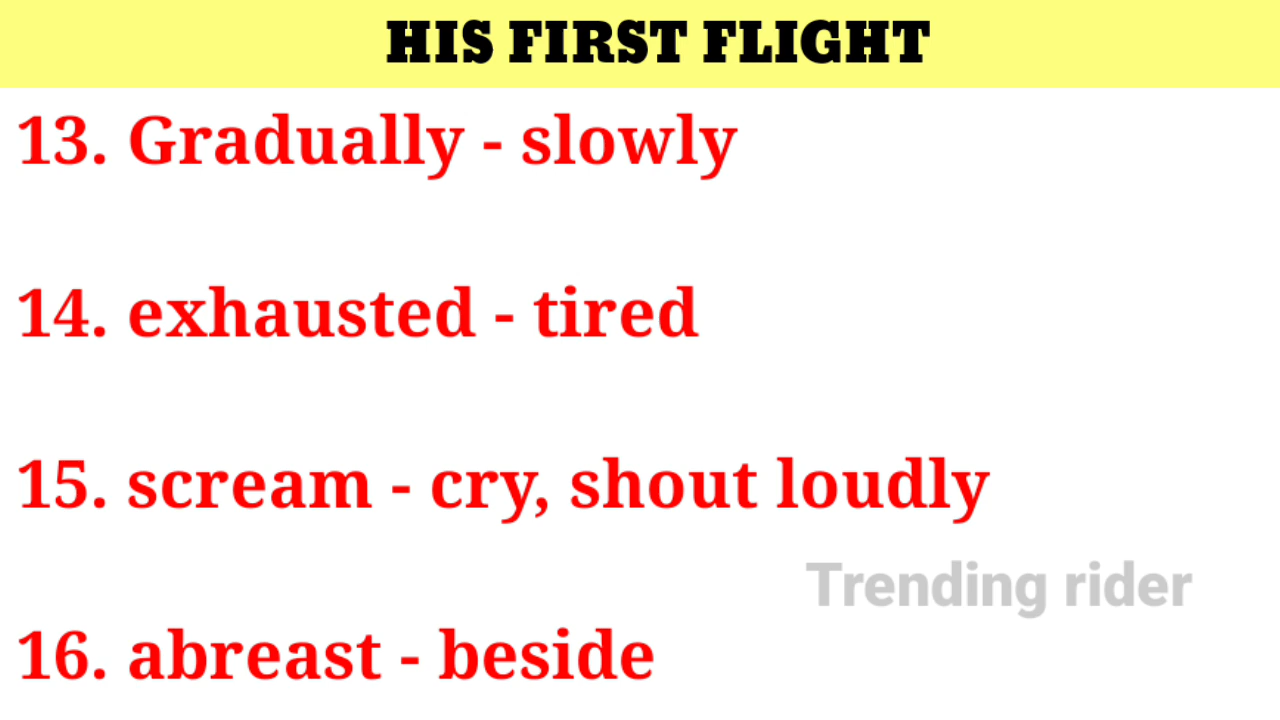 HIS FIRST FLIGHT
13. Gradually - slowly
14. exhausted - tired
15. scream - cry, shout loudly
Trending rider
16. abreast - beside